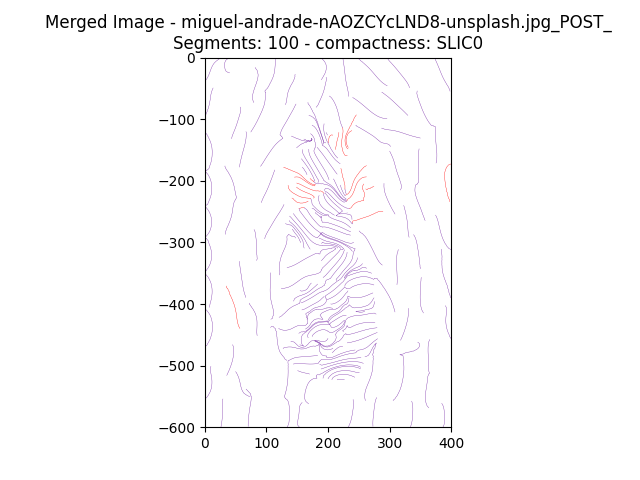 Merged Image - miguel-andrade-nAOZCYcLND8-unsplash.jpg_POST_
Segments: 100 - compactness: SLIC0
0
−100
−200
−300
−400
−500
−600
0 100 200 300 400